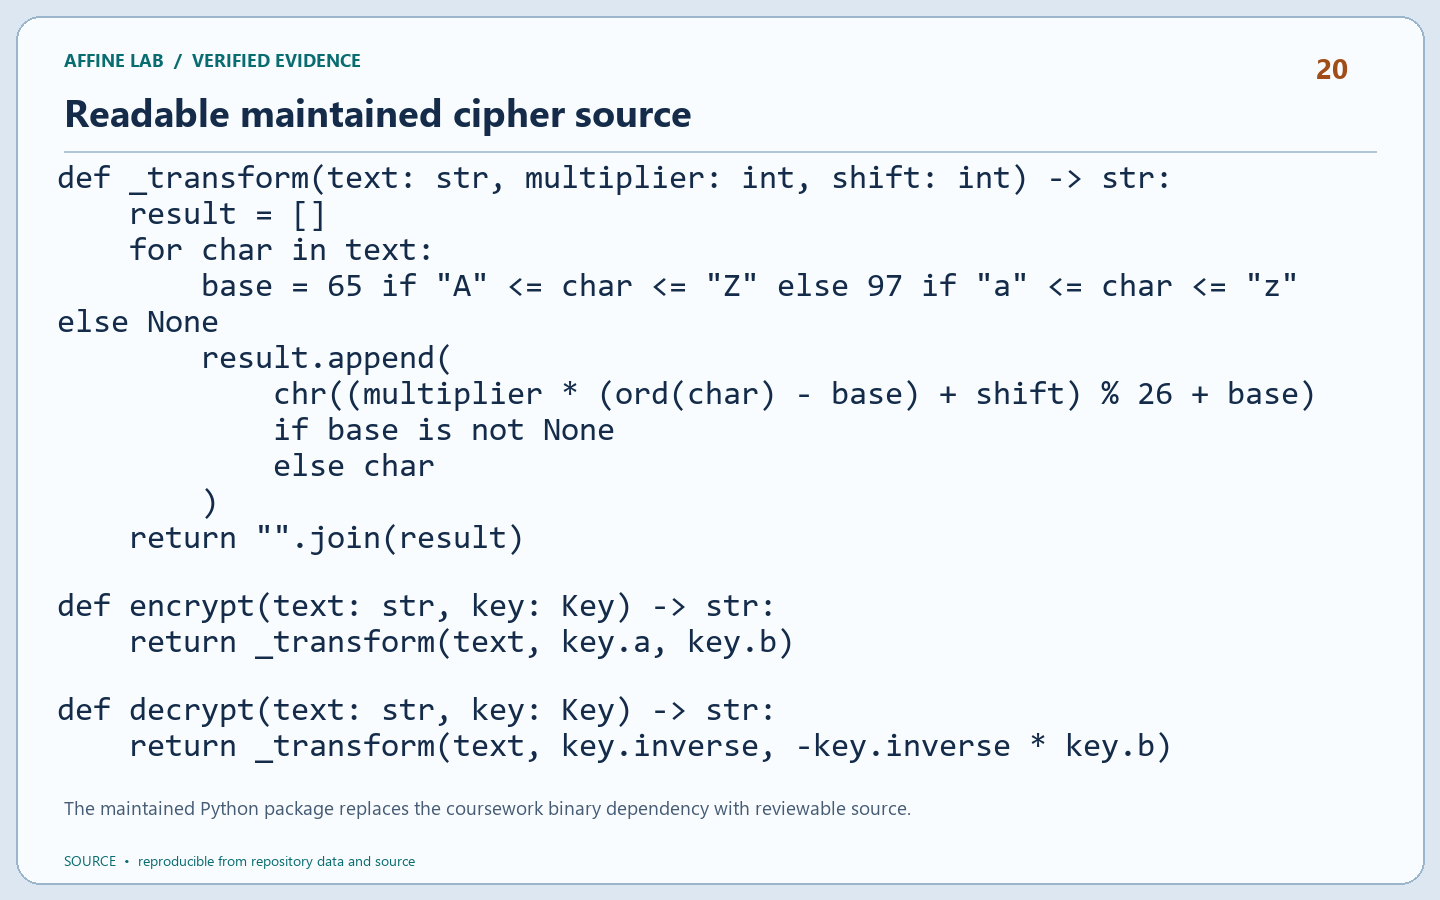 AFFINE LAB / VERIFIED EVIDENCE
20
Readable maintained cipher source
def _transform(text: str, multiplier: int, shift: int) -> str:
    result = []
    for char in text:
        base = 65 if "A" <= char <= "Z" else 97 if "a" <= char <= "z"
else None
        result.append(
            chr((multiplier * (ord(char) - base) + shift) % 26 + base)
            if base is not None
            else char
        )
    return "".join(result)

def encrypt(text: str, key: Key) -> str:
    return _transform(text, key.a, key.b)

def decrypt(text: str, key: Key) -> str:
    return _transform(text, key.inverse, -key.inverse * key.b)
The maintained Python package replaces the coursework binary dependency with reviewable source.
SOURCE • reproducible from repository data and source